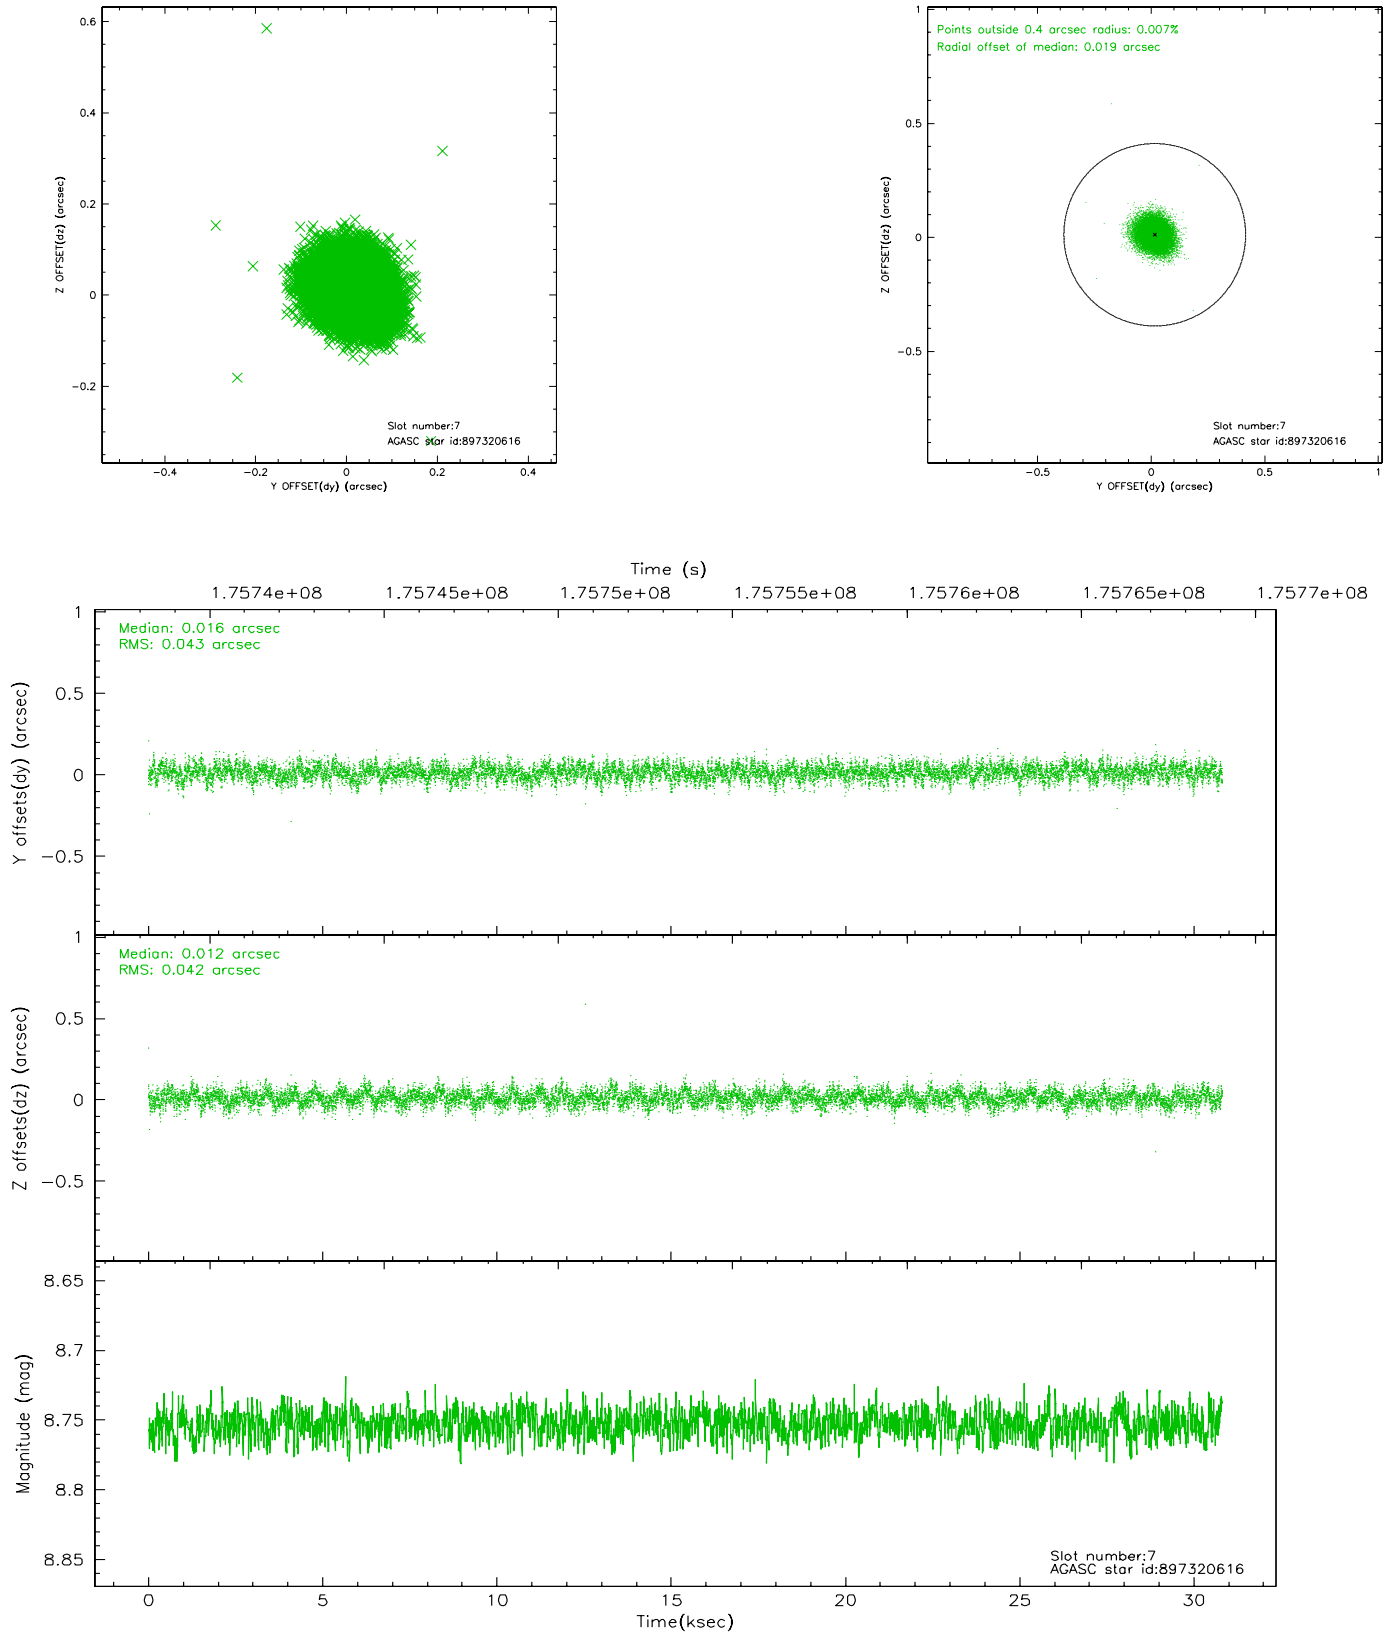 0.6
0.4
0.2
0
−0.2
Z OFFSET(dz) (arcsec)
Slot number:7
AGASC star id:897320616
−0.4
−0.2
0
0.2
0.4
Y OFFSET(dy) (arcsec)
1
0.5
0
−0.5
Z OFFSET(dz) (arcsec)
Points outside 0.4 arcsec radius: 0.007%
Radial offset of median: 0.019 arcsec
Slot number:7
AGASC star id:897320616
−0.5
0
0.5
1
Y OFFSET(dy) (arcsec)
Time (s)
1.7574e+08
1.75745e+08
1.7575e+08
1.75755e+08
1.7576e+08
1.75765e+08
1.7577e+08
1
0.5
0
−0.5
Y offsets(dy) (arcsec)
Median: 0.016 arcsec
RMS: 0.043 arcsec
1
0.5
0
−0.5
Z offsets(dz) (arcsec)
Median: 0.012 arcsec
RMS: 0.042 arcsec
8.65
8.7
8.75
8.8
8.85
Magnitude (mag)
Slot number:7
AGASC star id:897320616
0
5
10
15
20
25
30
Time(ksec)